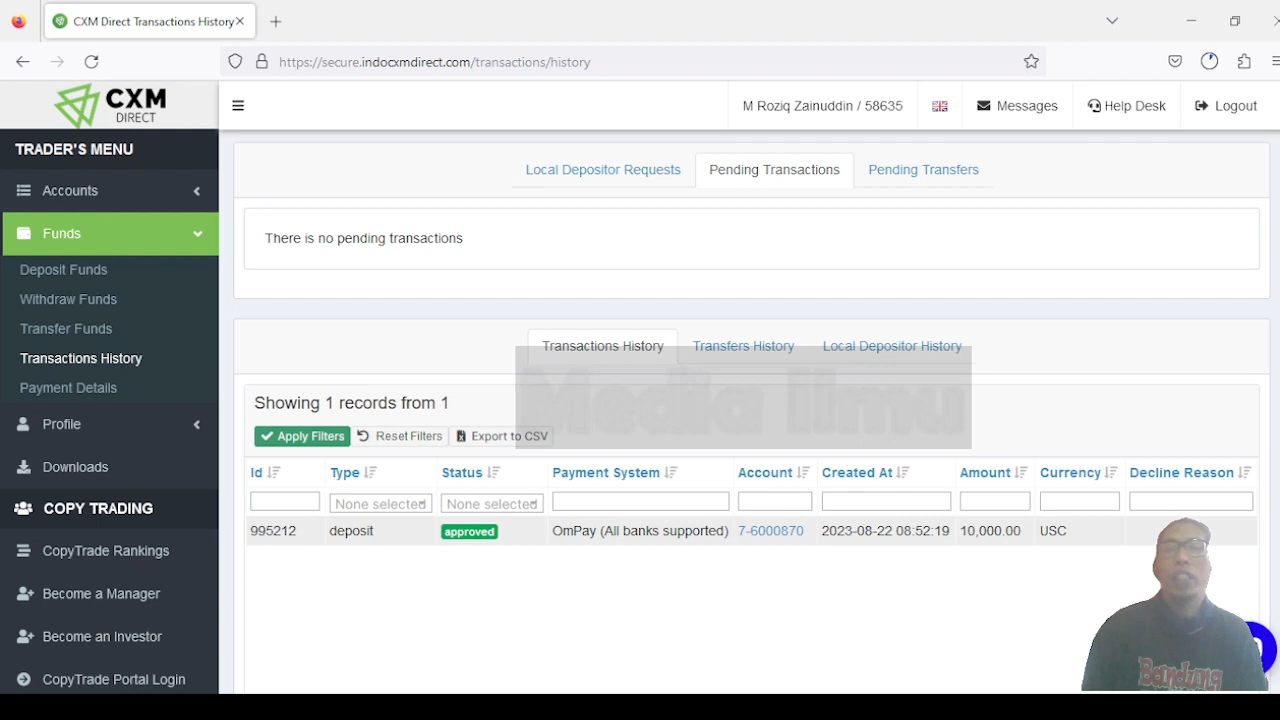 CXM Direct Transactions History
https://secure.indocxmdirect.com/transactions/history
CXM
DIRECT
M Roziq Zainuddin / 58635
Messages
Help Desk
Logout
TRADER'S MENU
Accounts
Funds
Deposit Funds
Withdraw Funds
Transfer Funds
Transactions History
Payment Details
Profile
Downloads
COPY TRADING
CopyTrade Rankings
Become a Manager
Become an Investor
CopyTrade Portal Login
Local Depositor Requests
Pending Transactions
Pending Transfers
There is no pending transactions
Transactions History
Transfers History
Local Depositor History
Media Ilmu
Showing 1 records from 1
Apply Filters
Reset Filters
Export to CSV
Id Type Status Payment System Account Created At Amount Currency Decline Reason
None selected None selected
995212 deposit approved OmPay (All banks supported) 7-6000870 2023-08-22 08:52:19 10,000.00 USC
Bandung